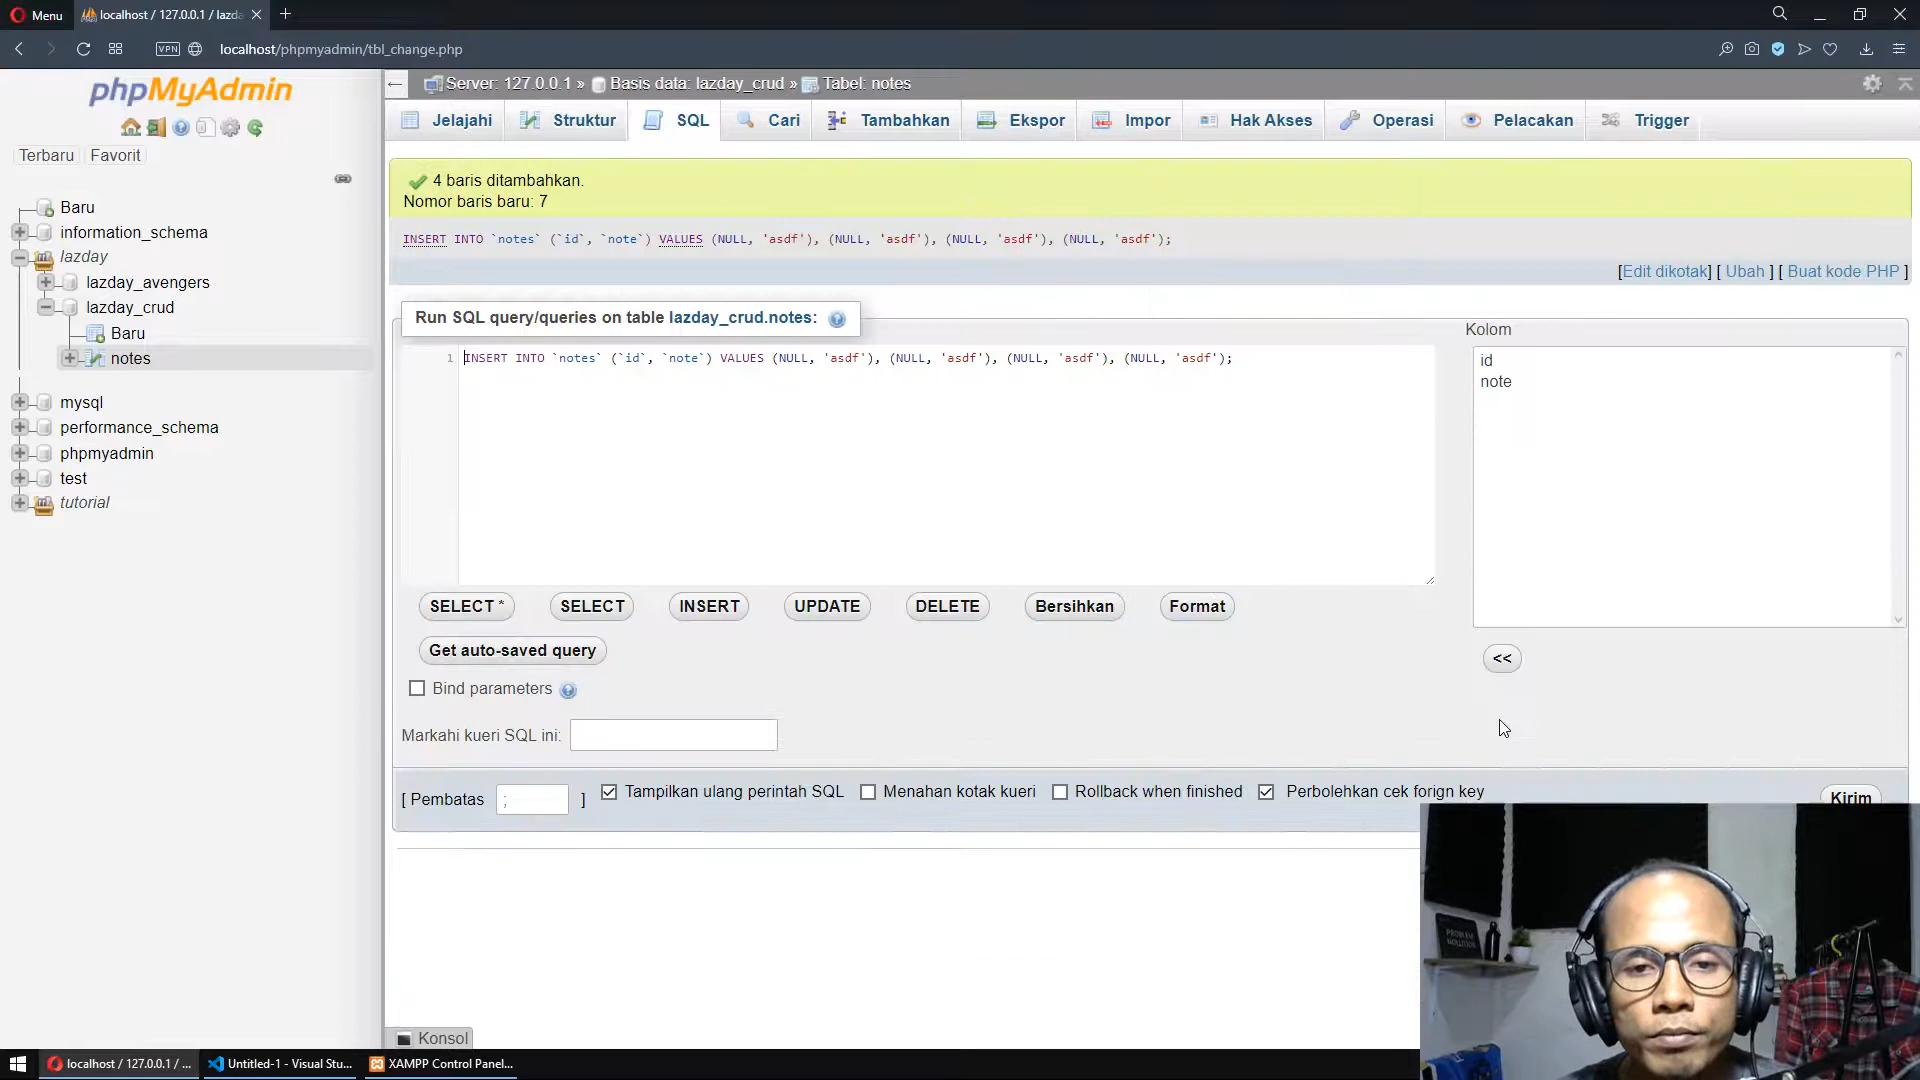 Menu
localhost / 127.0.0.1 / lazda
VPN
localhost/phpmyadmin/tbl_change.php
phpMyAdmin
Terbaru
Favorit
Baru
information_schema
lazday
lazday_avengers
lazday_crud
Baru
notes
mysql
performance_schema
phpmyadmin
test
tutorial
Server: 127.0.0.1 » Basis data: lazday_crud » Tabel: notes
Jelajahi
Struktur
SQL
Cari
Tambahkan
Ekspor
Impor
Hak Akses
Operasi
Pelacakan
Trigger
4 baris ditambahkan.
Nomor baris baru: 7
INSERT INTO `notes` (`id`, `note`) VALUES (NULL, 'asdf'), (NULL, 'asdf'), (NULL, 'asdf'), (NULL, 'asdf');
[Edit dikotak] [ Ubah ] [ Buat kode PHP ]
Run SQL query/queries on table lazday_crud.notes:
1 INSERT INTO `notes` (`id`, `note`) VALUES (NULL, 'asdf'), (NULL, 'asdf'), (NULL, 'asdf'), (NULL, 'asdf');
Kolom
id
note
<<
SELECT *
SELECT
INSERT
UPDATE
DELETE
Bersihkan
Format
Get auto-saved query
Bind parameters
Markahi kueri SQL ini:
[ Pembatas ; ]
Tampilkan ulang perintah SQL
Menahan kotak kueri
Rollback when finished
Perbolehkan cek forign key
Kirim
Konsol
localhost / 127.0.0.1 / ...
Untitled-1 - Visual Stu...
XAMPP Control Panel...